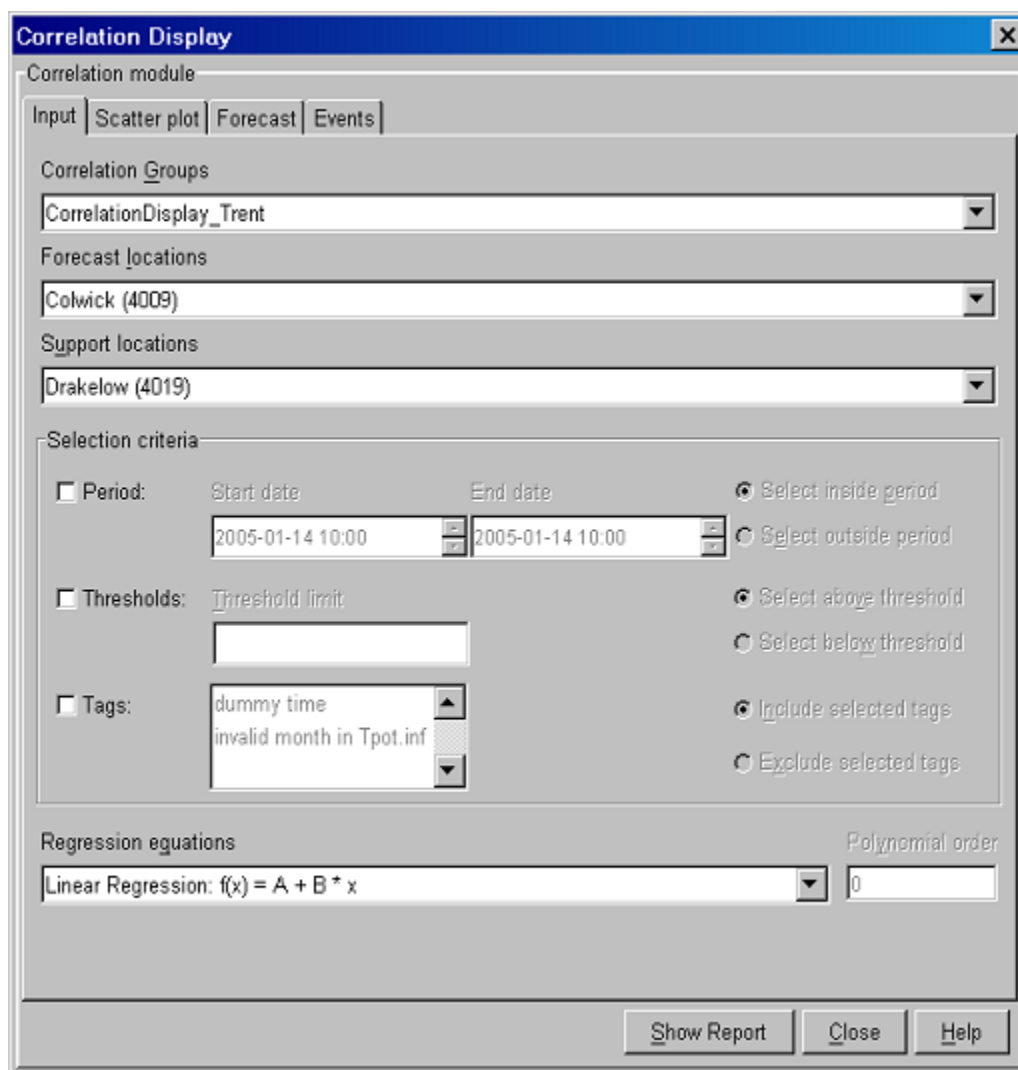 Correlation Display
Correlation module
Input Scatter plot Forecast Events
Correlation Groups
CorrelationDisplay_Trent
Forecast locations
Colwick (4009)
Support locations
Drakelow (4019)
Selection criteria
Period: Start date End date Select inside period
2005-01-14 10:00 2005-01-14 10:00 Select outside period
Thresholds: Threshold limit Select above threshold
Select below threshold
Tags: dummy time Include selected tags
invalid month in Tpot.inf
Exclude selected tags
Regression equations Polynomial order
Linear Regression: f(x) = A + B * x 0
Show Report Close Help